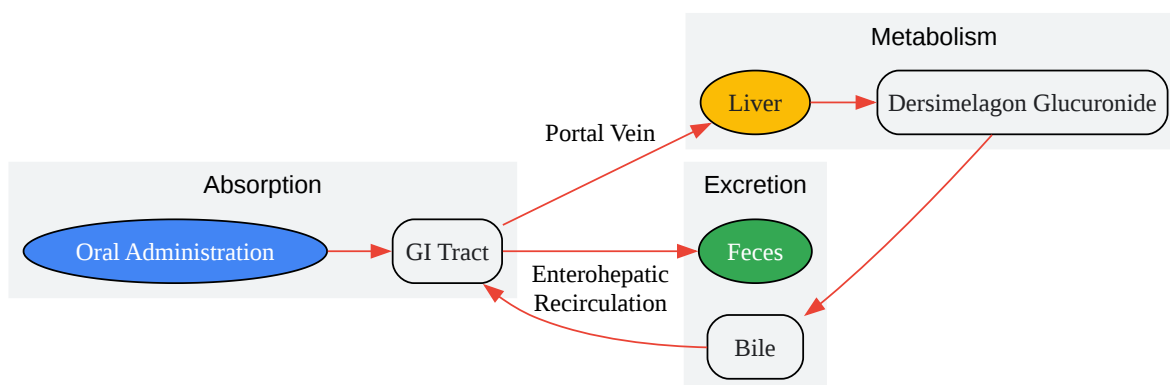 Metabolism
Liver
Dersimelagon Glucuronide
Portal Vein
Absorption
Excretion
Oral Administration
GI Tract
Feces
Enterohepatic
Recirculation
Bile